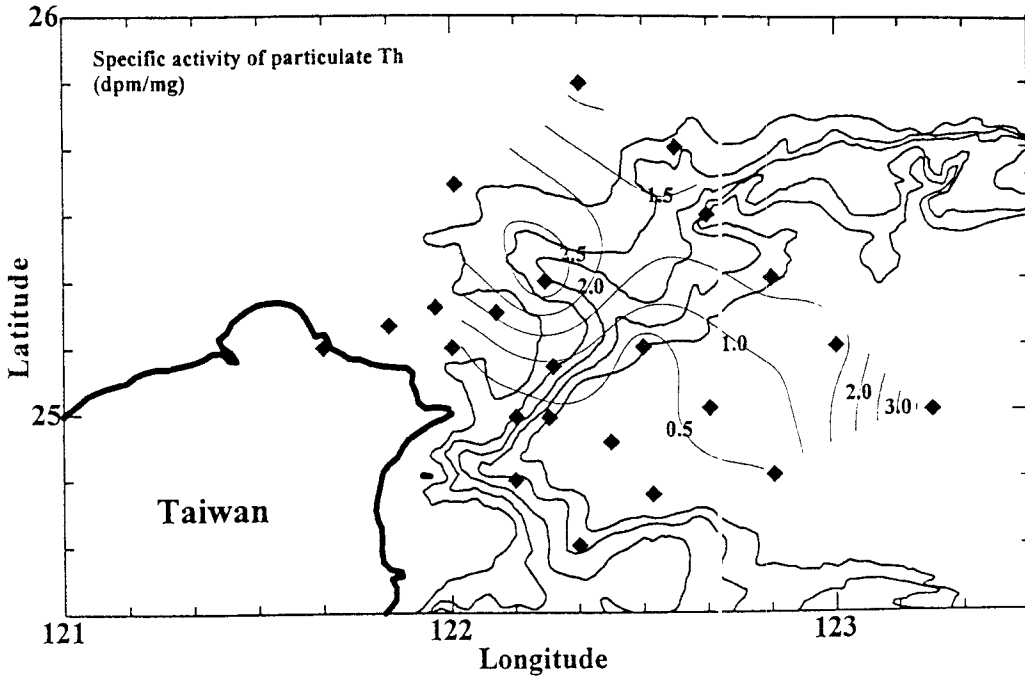 26
Specific activity of particulate Th
(dpm/mg)
1.5
2.5
2.0
1.0
2.0
3.0
0.5
Latitude
25
Taiwan
121
122
123
Longitude